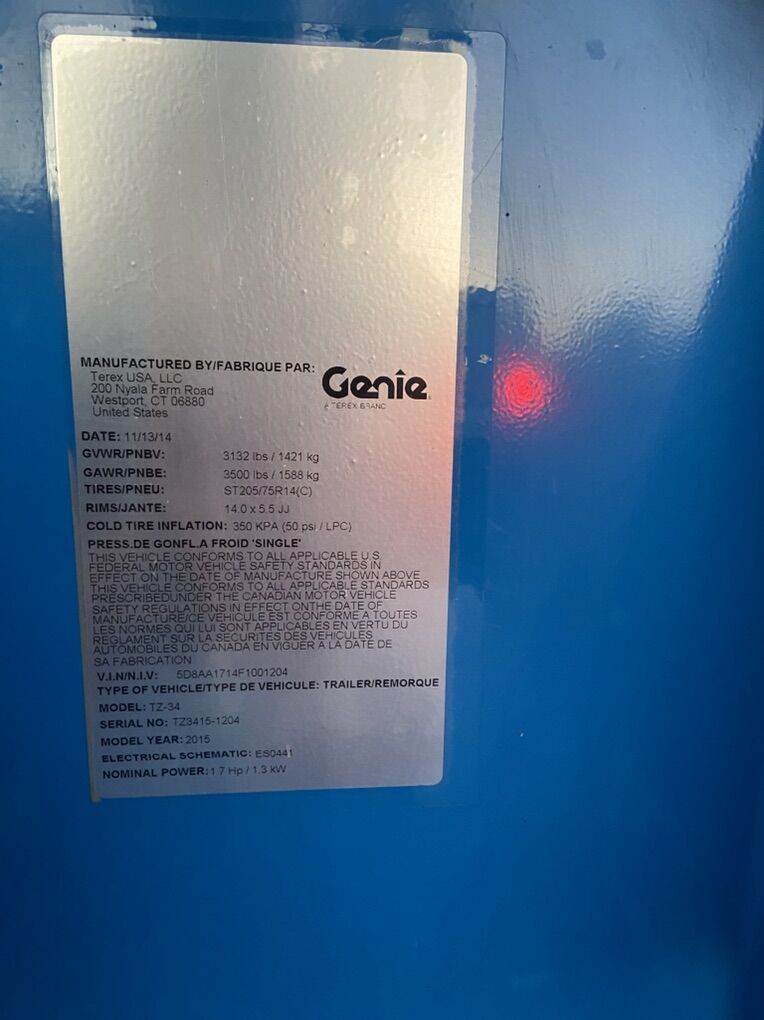 MANUFACTURED BY/FABRIQUE PAR:
Terex USA, LLC
200 Nyala Farm Road
Westport, CT 06880
United States
Genie
A TEREX BRAND
DATE: 11/13/14
GVWR/PNBV: 3132 lbs / 1421 kg
GAWR/PNBE: 3500 lbs / 1588 kg
TIRES/PNEU: ST205/75R14(C)
RIMS/JANTE: 14.0 x 5.5 JJ
COLD TIRE INFLATION: 350 KPA (50 psi / LPC)
PRESS.DE GONFL.A FROID 'SINGLE'
THIS VEHICLE CONFORMS TO ALL APPLICABLE U.S.
FEDERAL MOTOR VEHICLE SAFETY STANDARDS IN
EFFECT ON THE DATE OF MANUFACTURE SHOWN ABOVE
THIS VEHICLE CONFORMS TO ALL APPLICABLE STANDARDS
PRESCRIBEDUNDER THE CANADIAN MOTOR VEHICLE
SAFETY REGULATIONS IN EFFECT ONTHE DATE OF
MANUFACTURE/CE VEHICULE EST CONFORME A TOUTES
LES NORMES QUI LUI SONT APPLICABLES EN VERTU DU
REGLAMENT SUR LA SECURITES DES VEHICULES
AUTOMOBILES DU CANADA EN VIGUER A LA DATE DE
SA FABRICATION
V.I.N/N.I.V: 5D8AA1714F1001204
TYPE OF VEHICLE/TYPE DE VEHICULE: TRAILER/REMORQUE
MODEL: TZ-34
SERIAL NO: TZ3415-1204
MODEL YEAR: 2015
ELECTRICAL SCHEMATIC: ES0441
NOMINAL POWER: 1.7 Hp / 1.3 kW